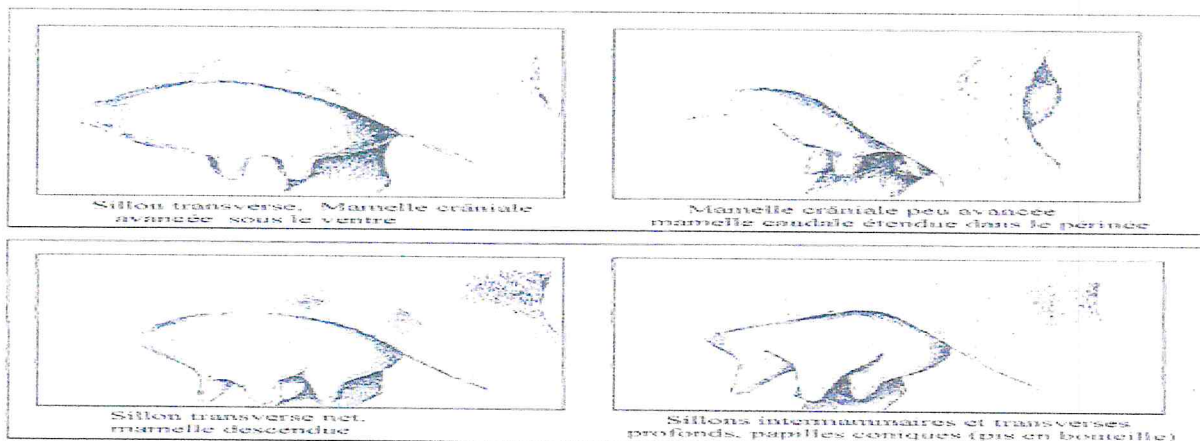 Sillon transverse. Mamelle crâniale
avancée sous le ventre
Mamelle crâniale peu avancée
mamelle caudale étendue dans le périnée
Sillon transverse net.
mamelle descendue
Sillons intermammaires et transverses
profonds. papilles coniques (pis en bouteille)